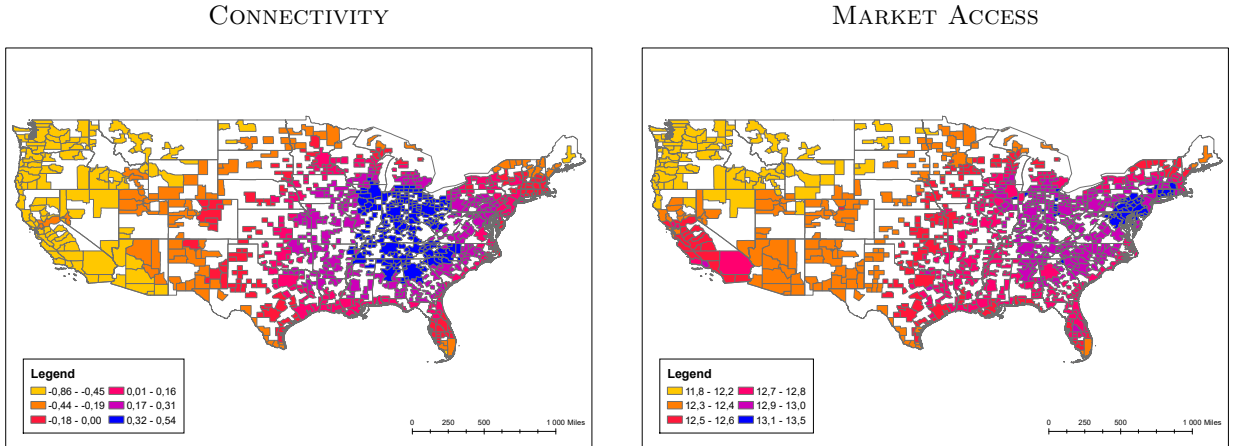 CONNECTIVITY
Legend
-0,86 - -0,45 0,01 - 0,16
-0,44 - -0,19 0,17 - 0,31
-0,18 - 0,00 0,32 - 0,54
0 250 500 1 000 Miles
MARKET ACCESS
Legend
11,8 - 12,2 12,7 - 12,8
12,3 - 12,4 12,9 - 13,0
12,5 - 12,6 13,1 - 13,5
0 250 500 1 000 Miles